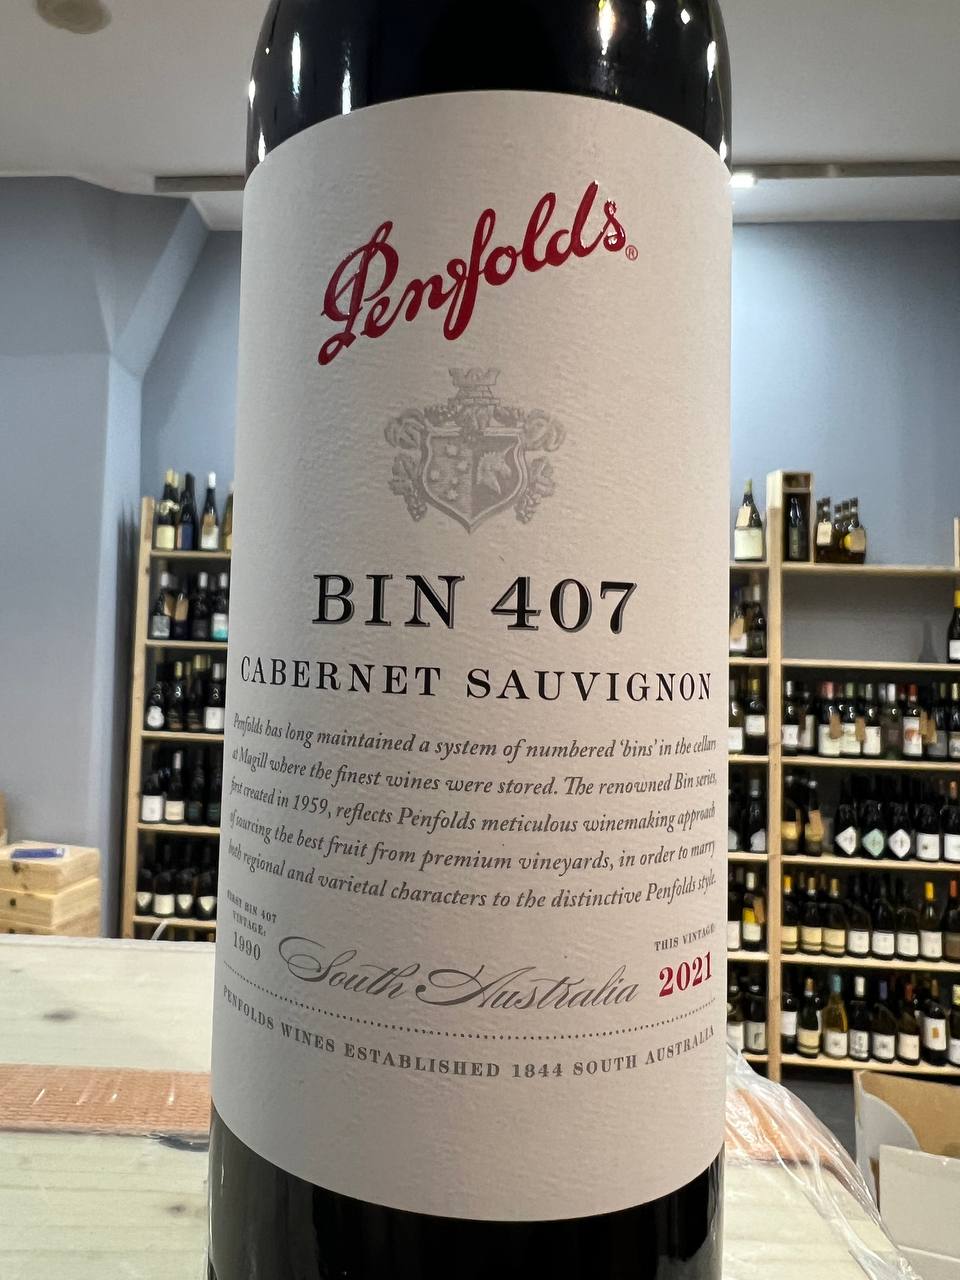 Penfolds®
BIN 407
CABERNET SAUVIGNON
Penfolds has long maintained a system of numbered 'bins' in the cellars
at Magill where the finest wines were stored. The renowned Bin series,
first created in 1959, reflects Penfolds meticulous winemaking approach
of sourcing the best fruit from premium vineyards, in order to marry
both regional and varietal characters to the distinctive Penfolds style.
FIRST BIN 407
VINTAGE:
1990
South Australia
THIS VINTAGE:
2021
PENFOLDS WINES ESTABLISHED 1844 SOUTH AUSTRALIA